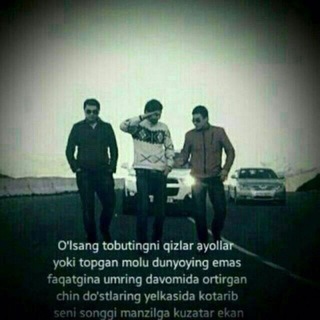 O'lsang tobutingni qizlar ayollar
yoki topgan molu dunyoying emas
faqatgina umring davomida ortirgan
chin do'stlaring yelkasida kotarib
seni songgi manzilga kuzatar ekan